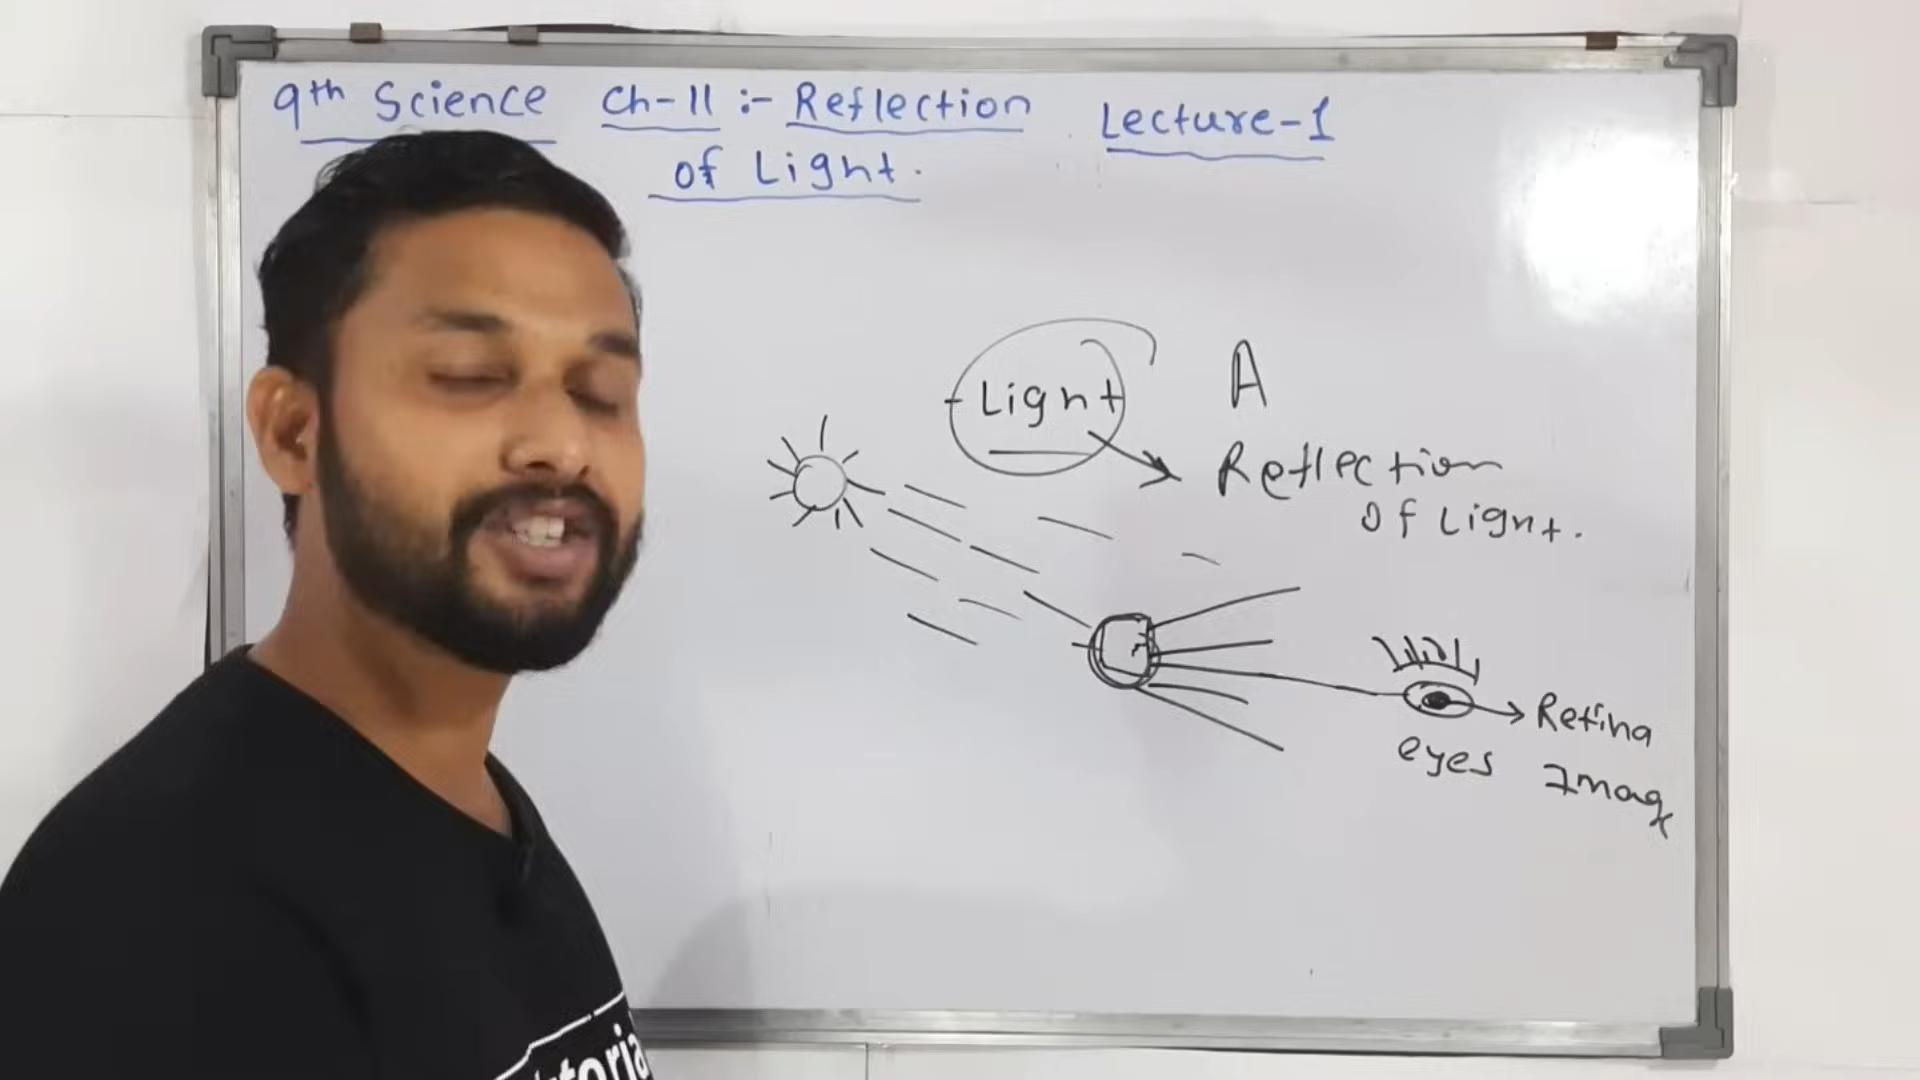 9th Science Ch-11 :- Reflection Lecture-1
of Light.
- Light
A
Reflection
of Light.
Retina
eyes
Image